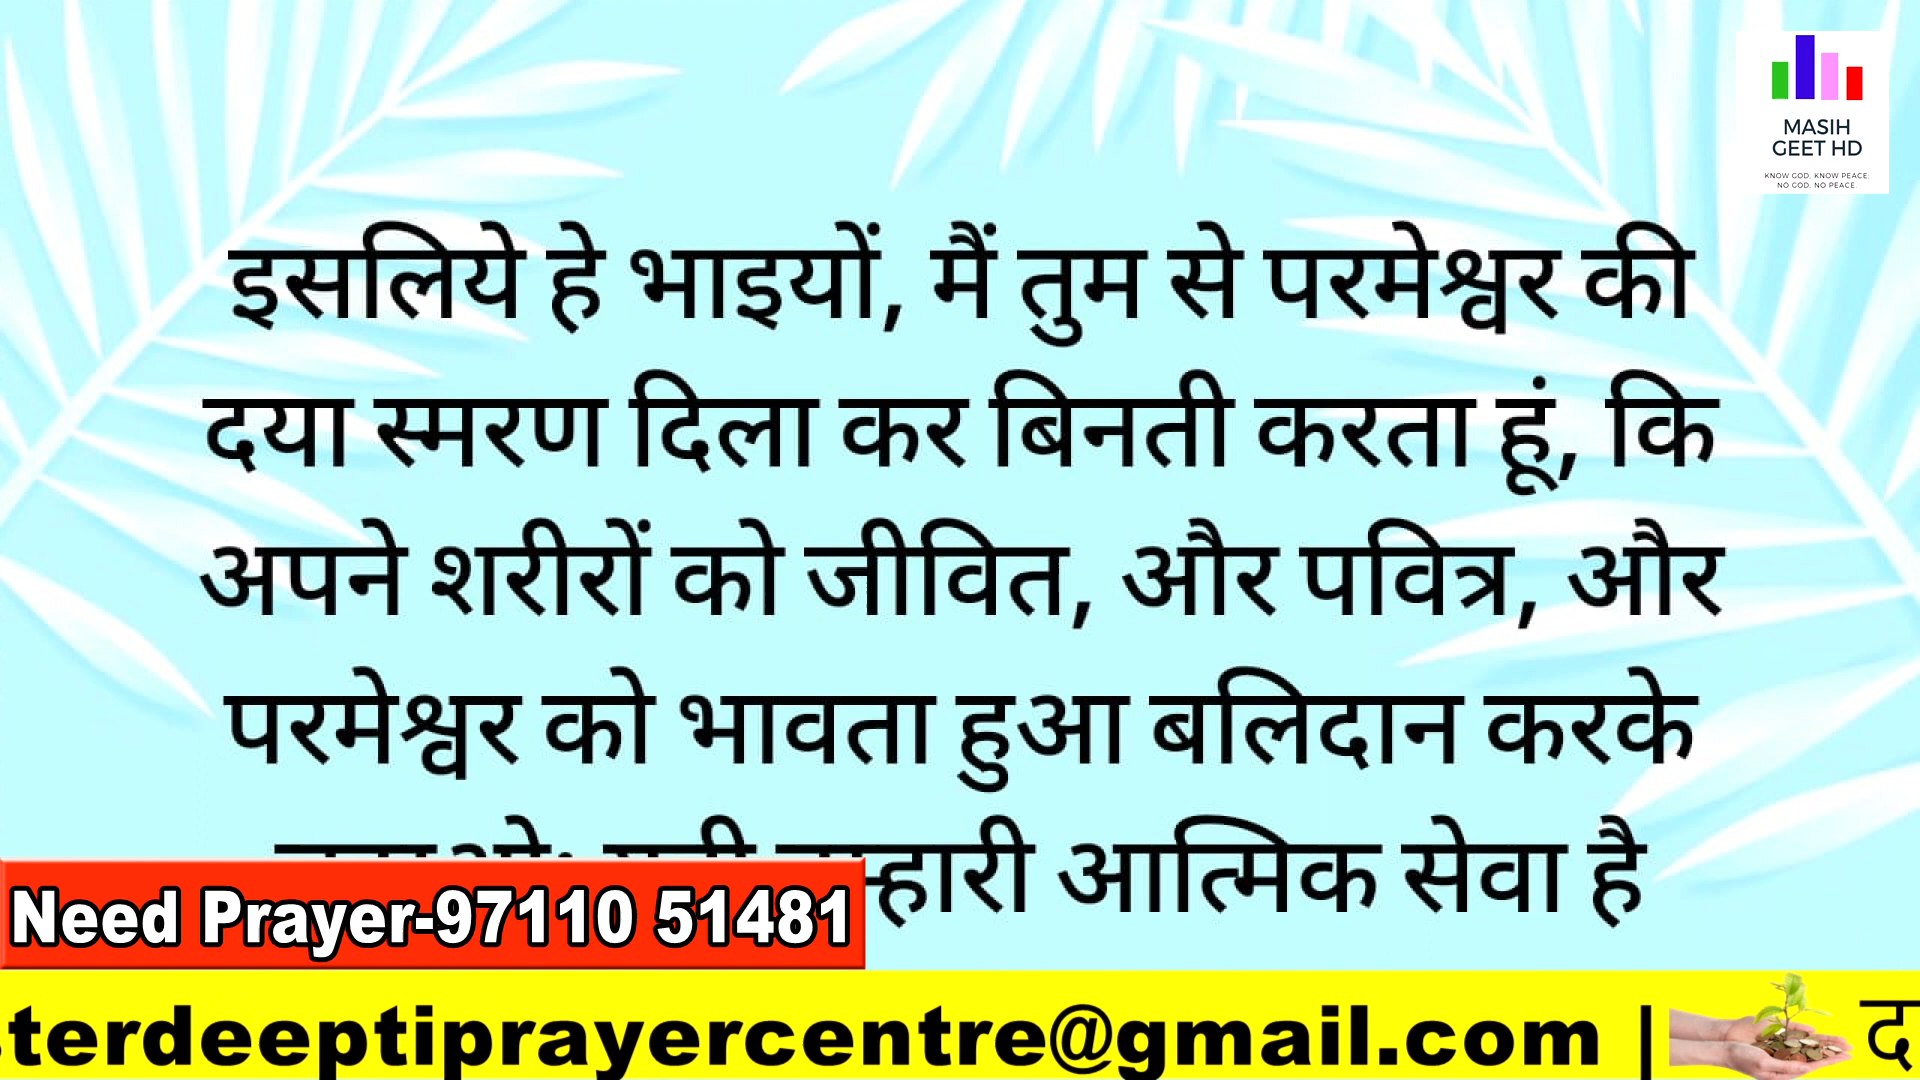 MASIH
GEET HD
KNOW GOD. KNOW PEACE.
NO GOD. NO PEACE.
इसलिये हे भाइयों, मैं तुम से परमेश्वर की
दया स्मरण दिला कर बिनती करता हूं, कि
अपने शरीरों को जीवित, और पवित्र, और
परमेश्वर को भावता हुआ बलिदान करके
आत्मिक सेवा है
Need Prayer-97110 51481
terdeeptiprayercentre@gmail.com |